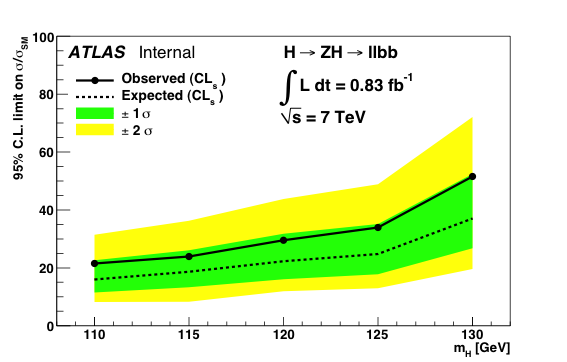 ATLAS Internal
H → ZH → llbb
Observed (CLs)
Expected (CLs)
± 1 σ
± 2 σ
∫ L dt = 0.83 fb⁻¹
√s = 7 TeV
95% C.L. limit on σ/σSM
100
80
60
40
20
0
110 115 120 125 130
mH [GeV]